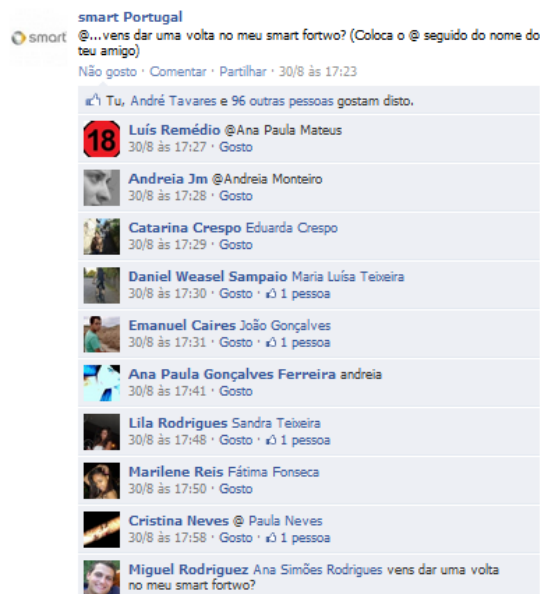 smart Portugal
smart
@...vens dar uma volta no meu smart fortwo? (Coloca o @ seguido do nome do
teu amigo)
Não gosto · Comentar · Partilhar · 30/8 às 17:23
Tu, André Tavares e 96 outras pessoas gostam disto.
18
Luís Remédio @Ana Paula Mateus
30/8 às 17:27 · Gosto
Andreia Jm @Andreia Monteiro
30/8 às 17:28 · Gosto
Catarina Crespo Eduarda Crespo
30/8 às 17:29 · Gosto
Daniel Weasel Sampaio Maria Luísa Teixeira
30/8 às 17:30 · Gosto · 1 pessoa
Emanuel Caires João Gonçalves
30/8 às 17:31 · Gosto · 1 pessoa
Ana Paula Gonçalves Ferreira andreia
30/8 às 17:41 · Gosto
Lila Rodrigues Sandra Teixeira
30/8 às 17:48 · Gosto · 1 pessoa
Marilene Reis Fátima Fonseca
30/8 às 17:50 · Gosto
Cristina Neves @ Paula Neves
30/8 às 17:58 · Gosto · 1 pessoa
Miguel Rodriguez Ana Simões Rodrigues vens dar uma volta
no meu smart fortwo?